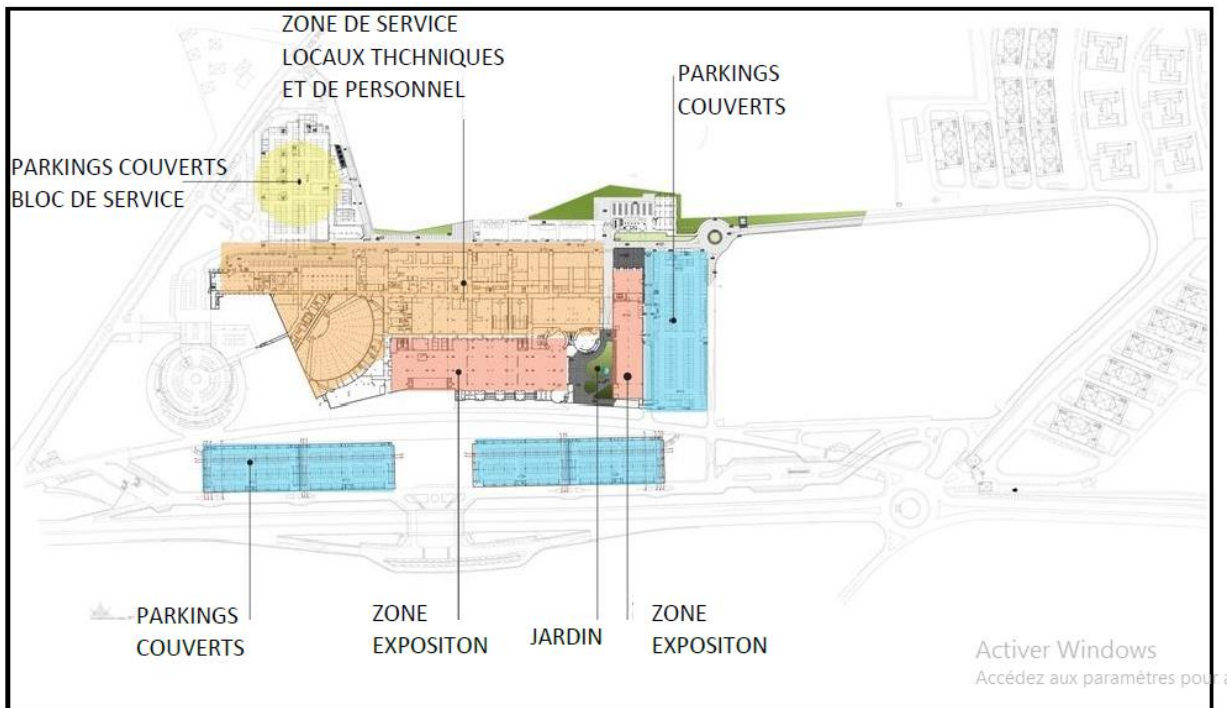 ZONE DE SERVICE
LOCAUX THCHNIQUES
ET DE PERSONNEL
PARKINGS
COUVERTS
PARKINGS COUVERTS
BLOC DE SERVICE
PARKINGS
COUVERTS
ZONE
EXPOSITON
JARDIN
ZONE
EXPOSITON
Activer Windows
Accédez aux paramètres pour a